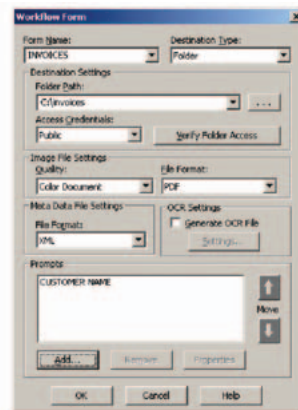 Workflow Form
Form Name: Destination Type:
INVOICES Folder
Destination Settings
Folder Path:
C:\invoices ...
Access Credentials:
Public Verify Folder Access
Image File Settings
Quality: File Format:
Color Document PDF
Meta Data File Settings OCR Settings
File Format: Generate OCR File
XML Settings...
Prompts
CUSTOMER NAME
Move
Add... Remove Properties
OK Cancel Help